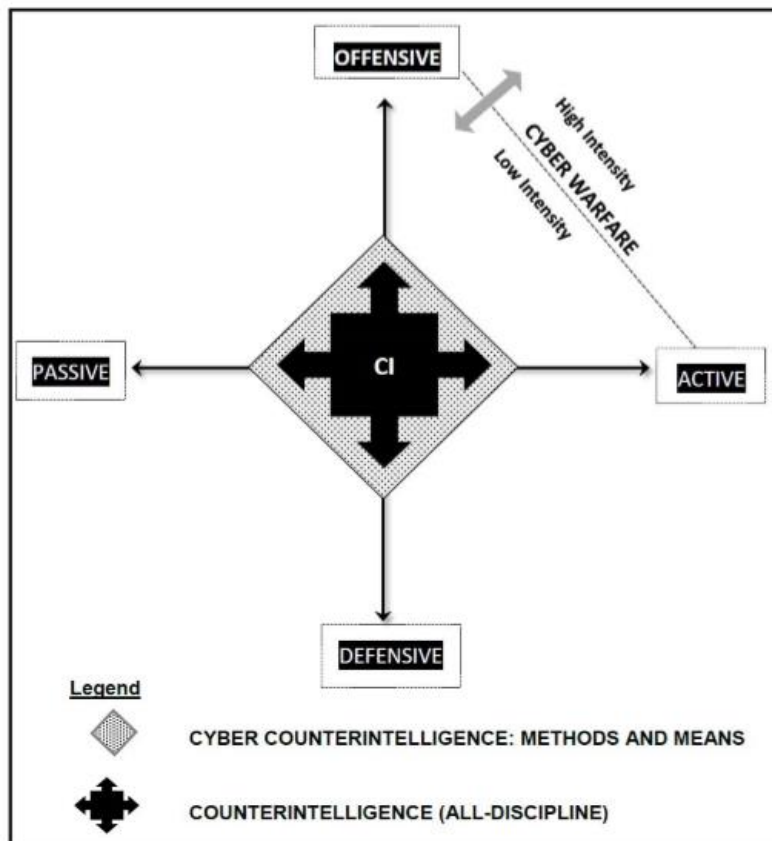 OFFENSIVE
High Intensity
CYBER WARFARE
Low Intensity
PASSIVE
CI
ACTIVE
DEFENSIVE
Legend
CYBER COUNTERINTELLIGENCE: METHODS AND MEANS
COUNTERINTELLIGENCE (ALL-DISCIPLINE)